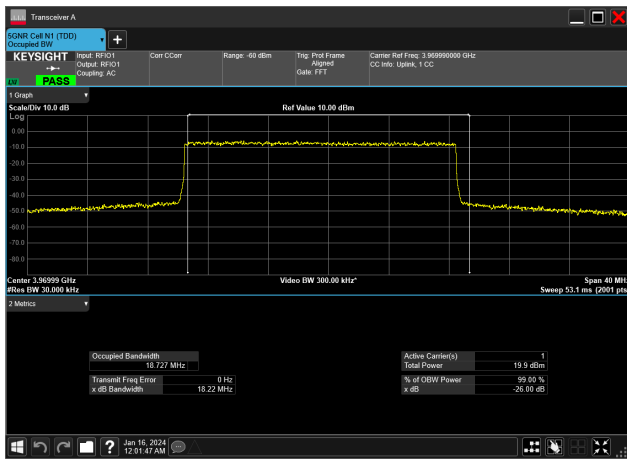 Transceiver A
5GNR Cell N1 (TDD)
Occupied BW
KEYSIGHT
LNI
PASS
Input: RFIO1
Output: RFIO1
Coupling: AC
Corr CCorr
Range: -60 dBm
Trig: Prot Frame
Aligned
Gate: FFT
Carrier Ref Freq: 3.969990000 GHz
CC Info: Uplink, 1 CC
1 Graph
Scale/Div 10.0 dB
Ref Value 10.00 dBm
Log
0.00
-10.0
-20.0
-30.0
-40.0
-50.0
-60.0
-70.0
-80.0
Center 3.96999 GHz
Video BW 300.00 kHz*
Span 40 MHz
#Res BW 30.000 kHz
Sweep 53.1 ms (2001 pts
2 Metrics
Occupied Bandwidth
18.727 MHz
Transmit Freq Error 0 Hz
x dB Bandwidth 18.22 MHz
Active Carrier(s) 1
Total Power 19.9 dBm
% of OBW Power 99.00 %
x dB -26.00 dB
Jan 16, 2024
12:01:47 AM